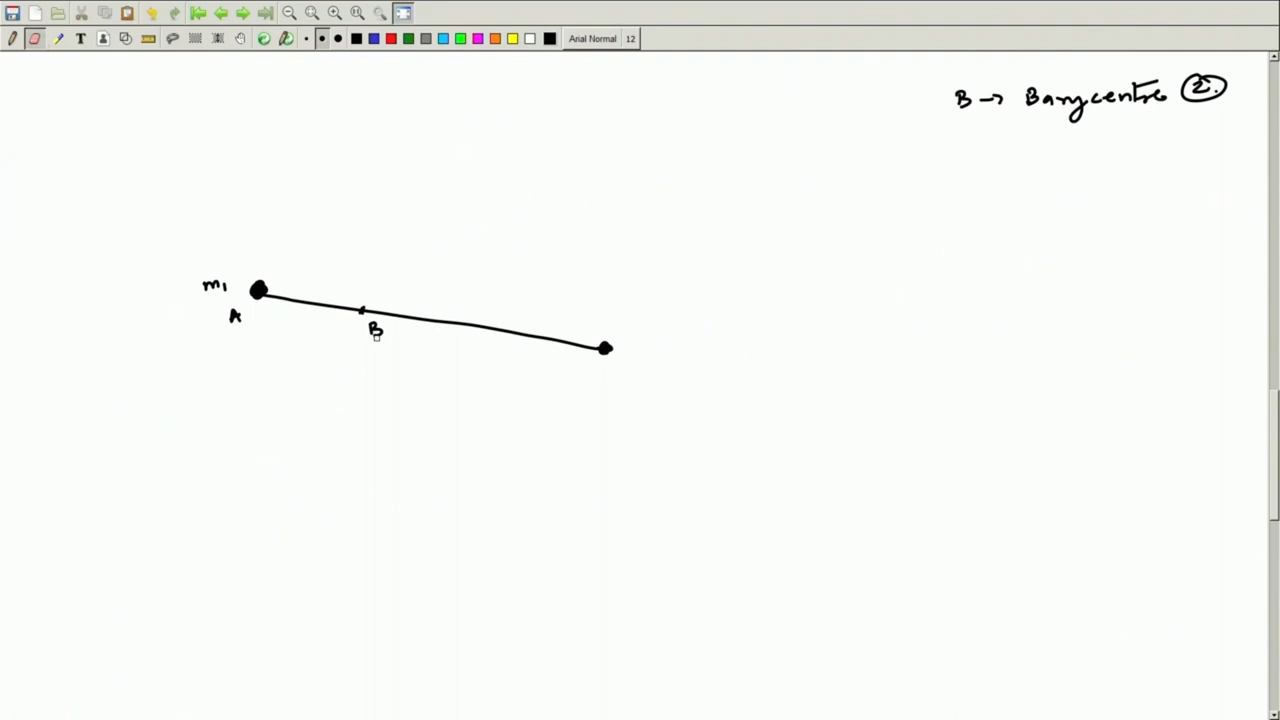 Arial Normal 12
B → Barycentre 2.
m1
A
B